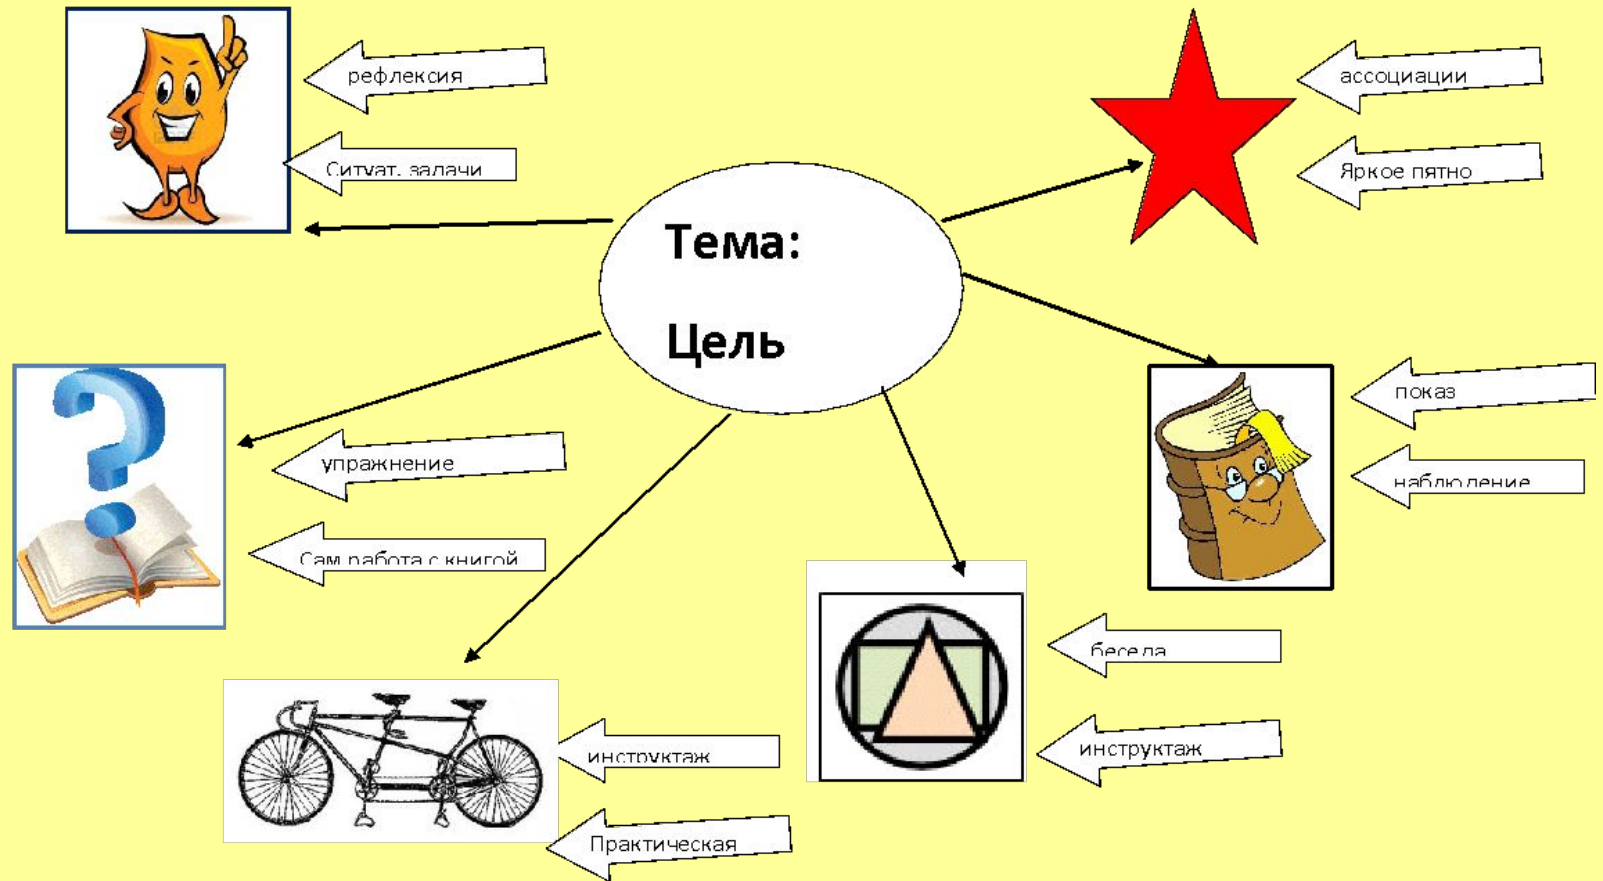 рефлексия
ассоциации
Ситуат. задачи
Яркое пятно
Тема:
Цель
показ
упражнение
наблюдение
Сам работа с книгой
беседа
инструктаж
инструктаж
Практическая